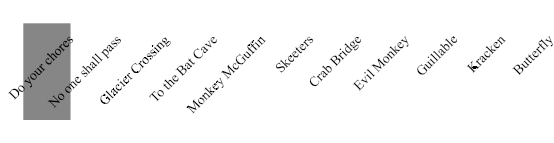 Do your chores
No one shall pass
Glacier Crossing
To the Bat Cave
Monkey McGuffin
Skeeters
Crab Bridge
Evil Monkey
Guillable
Kracken
Butterfly